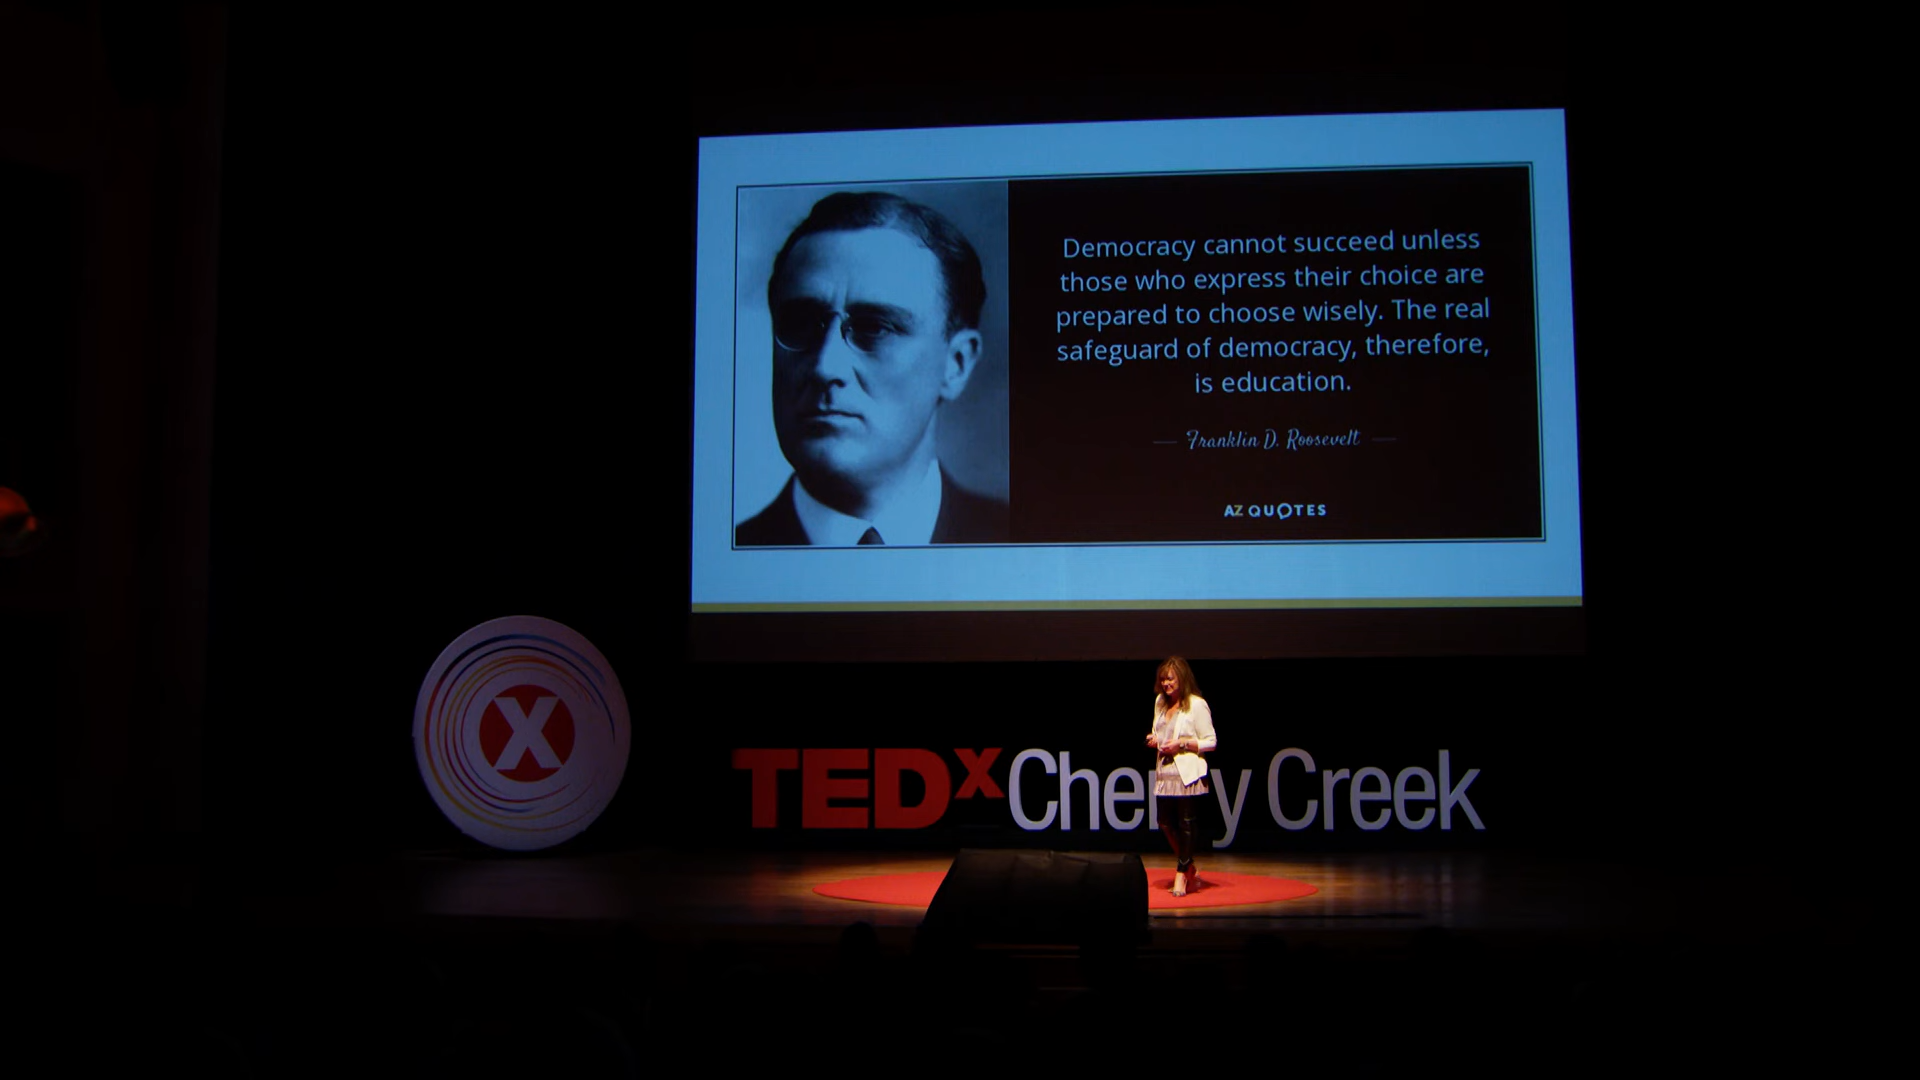 Democracy cannot succeed unless
those who express their choice are
prepared to choose wisely. The real
safeguard of democracy, therefore,
is education.
— Franklin D. Roosevelt —
AZ QUOTES
X
TEDx Cherry Creek